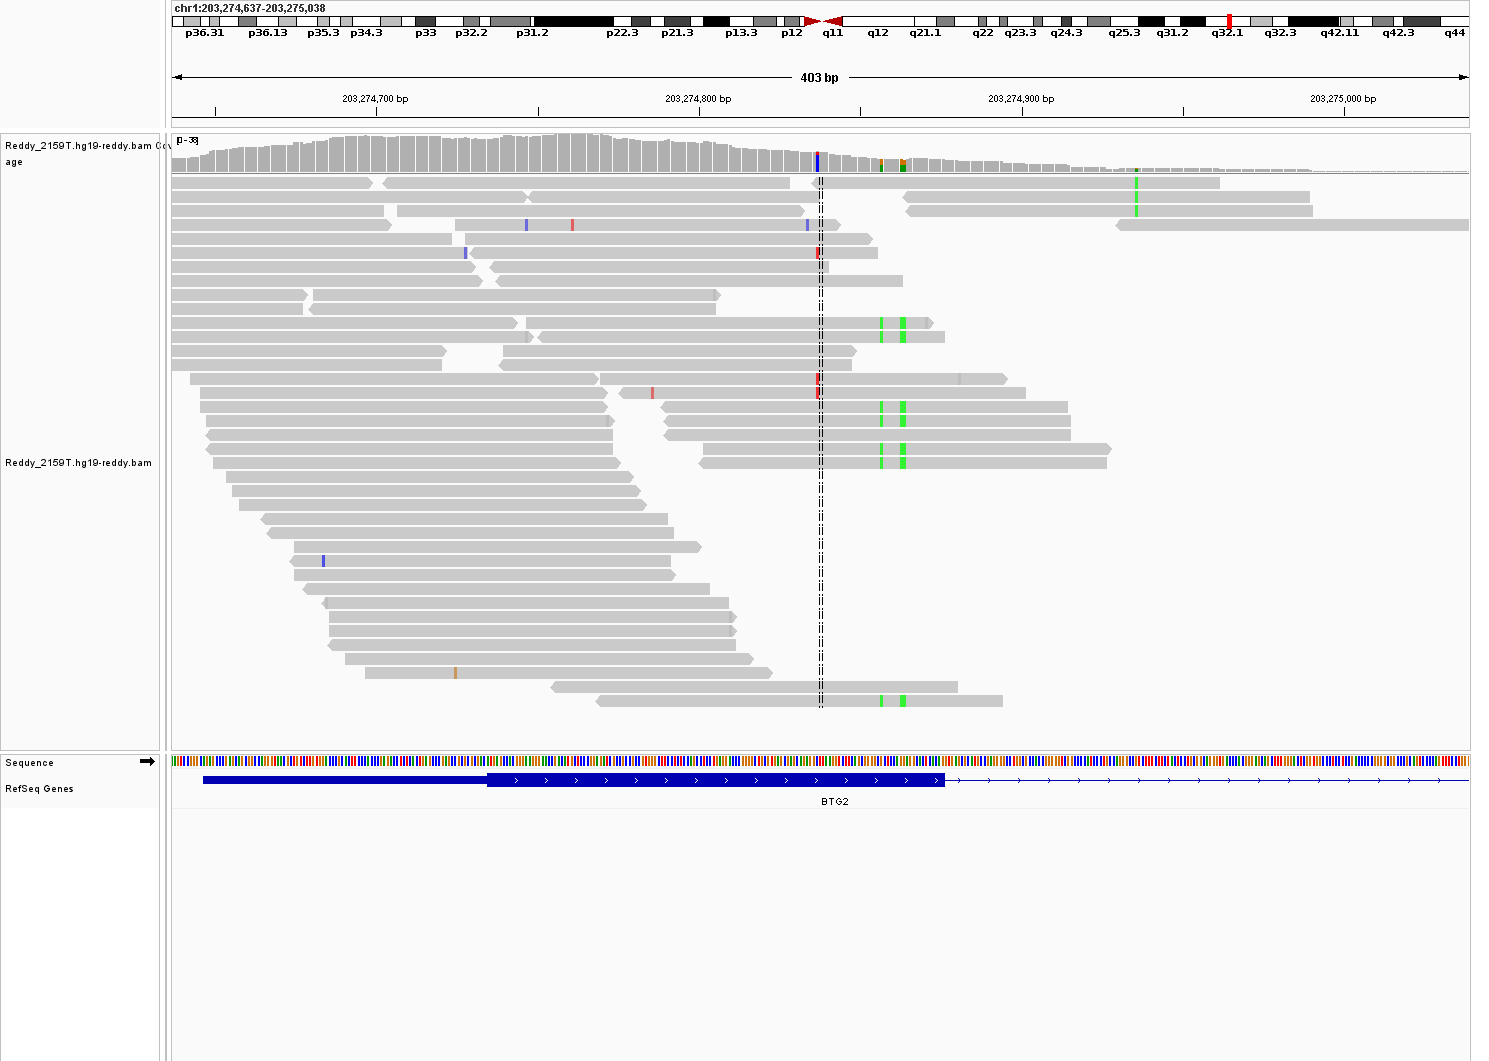 chr1:203,274,637-203,275,038
p36.31 p36.13 p35.3 p34.3 p33 p32.2 p31.2 p22.3 p21.3 p13.3 p12 q11 q12 q21.1 q22 q23.3 q24.3 q25.3 q31.2 q32.1 q32.3 q42.11 q42.3 q44
403 bp
203,274,700 bp 203,274,800 bp 203,274,900 bp 203,275,000 bp
[0 - 38]
Reddy_2159T.hg19-reddy.bam Cov
age
Reddy_2159T.hg19-reddy.bam
Sequence
RefSeq Genes
BTG2